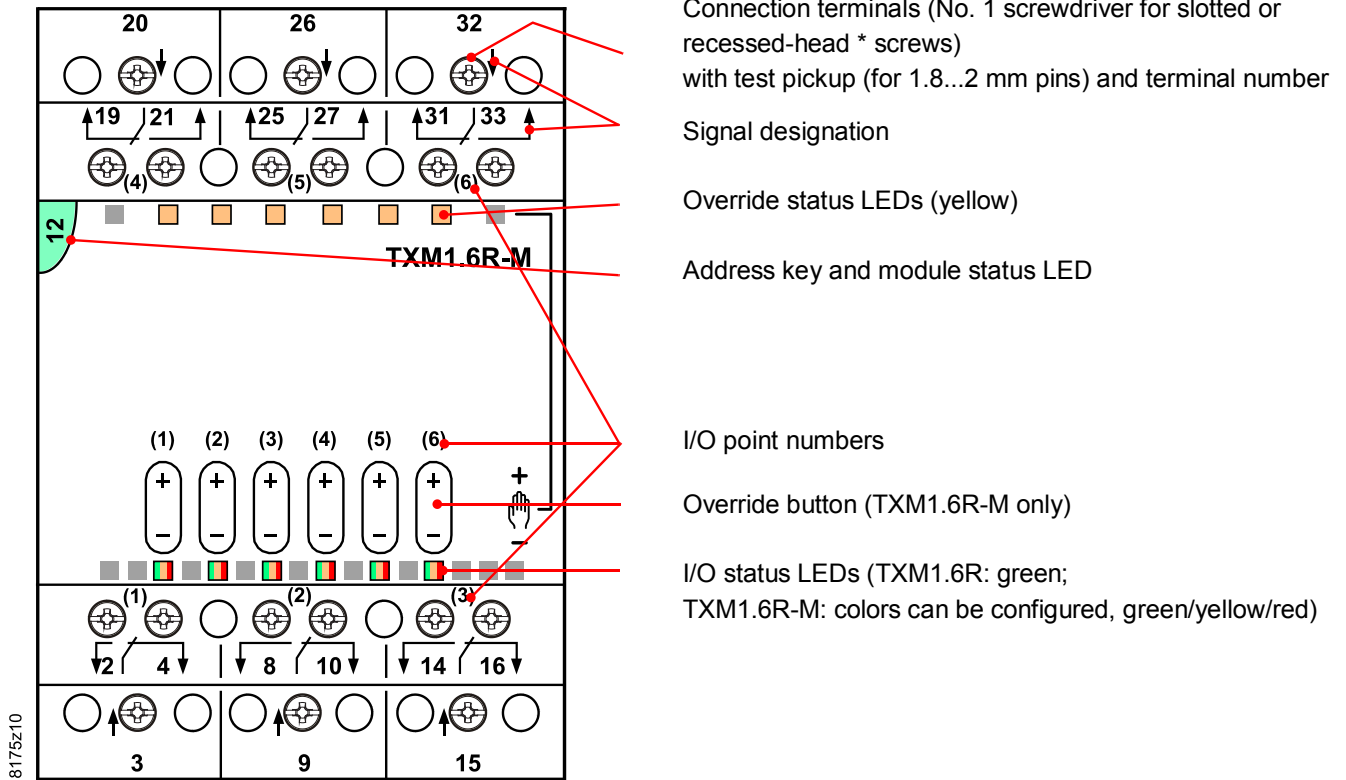 20 26 32
19 21 25 27 31 33
(4) (5) (6)
12
TXM1.6R-M
(1) (2) (3) (4) (5) (6)
+ + + + + + +
− − − − − − −
(1) (2) (3)
2 4 8 10 14 16
3 9 15
8175z10
Connection terminals (No. 1 screwdriver for slotted or
recessed-head * screws)
with test pickup (for 1.8...2 mm pins) and terminal number
Signal designation
Override status LEDs (yellow)
Address key and module status LED
I/O point numbers
Override button (TXM1.6R-M only)
I/O status LEDs (TXM1.6R: green;
TXM1.6R-M: colors can be configured, green/yellow/red)